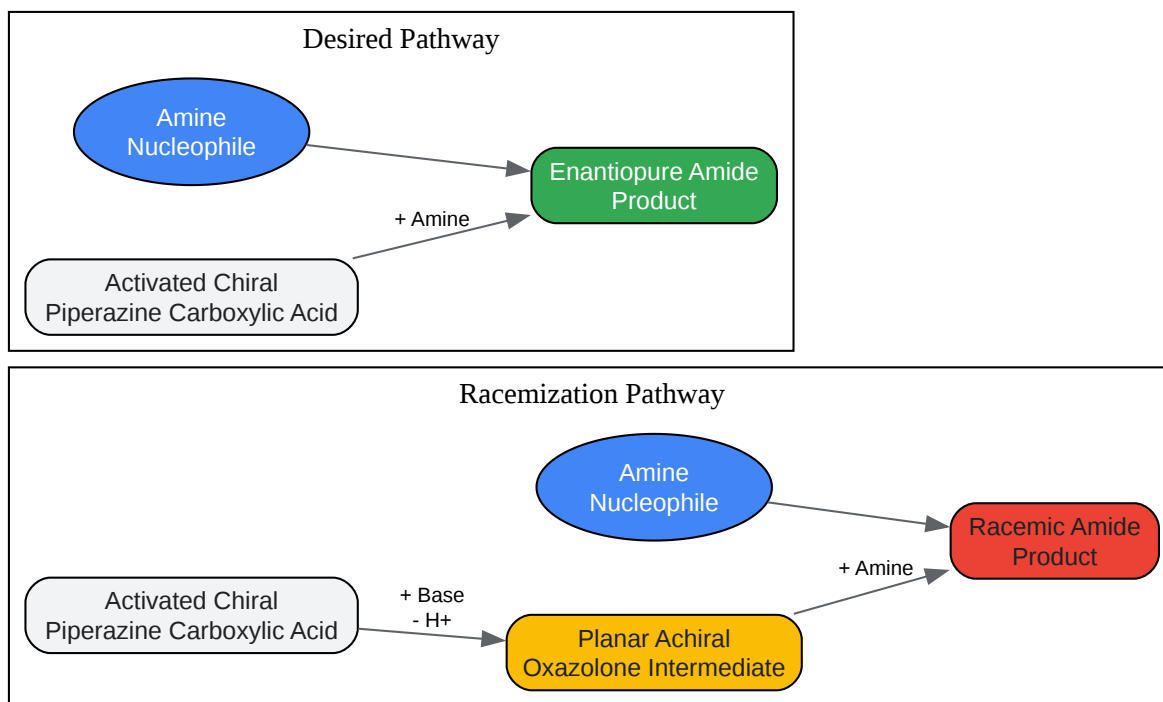 Desired Pathway
Amine
Nucleophile
Enantiopure Amide
Product
+ Amine
Activated Chiral
Piperazine Carboxylic Acid
Racemization Pathway
Amine
Nucleophile
Racemic Amide
Product
+ Amine
Activated Chiral
Piperazine Carboxylic Acid
+ Base
- H+
Planar Achiral
Oxazolone Intermediate